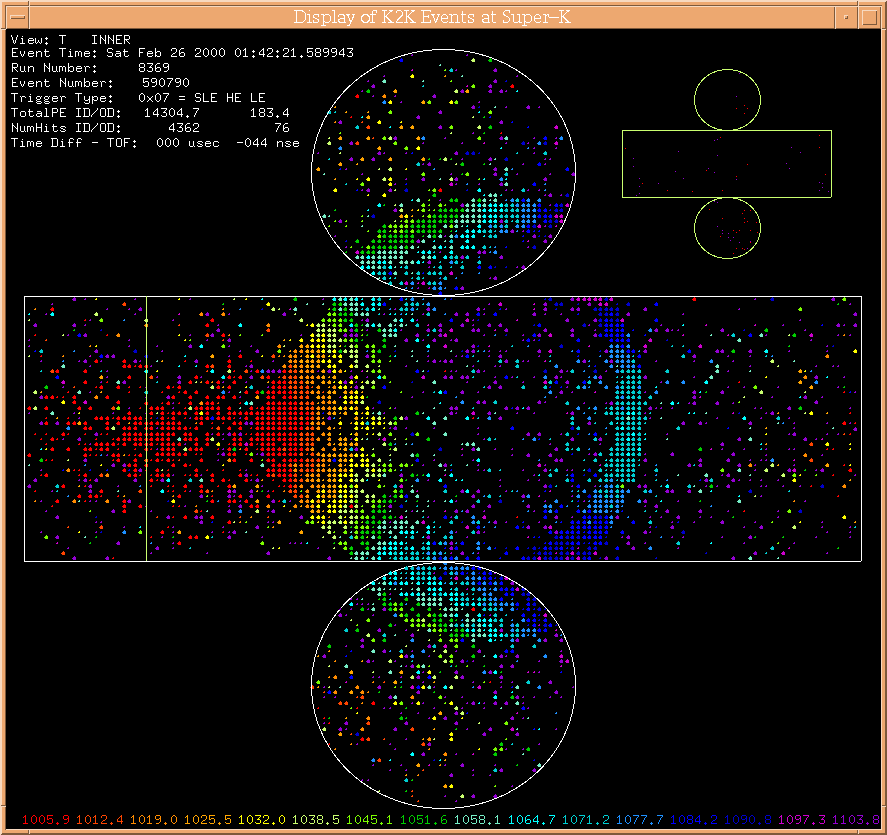 Display of K2K Events at Super-K
View: T INNER
Event Time: Sat Feb 26 2000 01:42:21.589943
Run Number: 8369
Event Number: 590790
Trigger Type: 0x07 = SLE HE LE
TotalPE ID/OD: 14304.7 183.4
NumHits ID/OD: 4362 76
Time Diff - TOF: 000 usec -044 nse
1005.9 1012.4 1019.0 1025.5 1032.0 1038.5 1045.1 1051.6 1058.1 1064.7 1071.2 1077.7 1084.2 1090.8 1097.3 1103.8